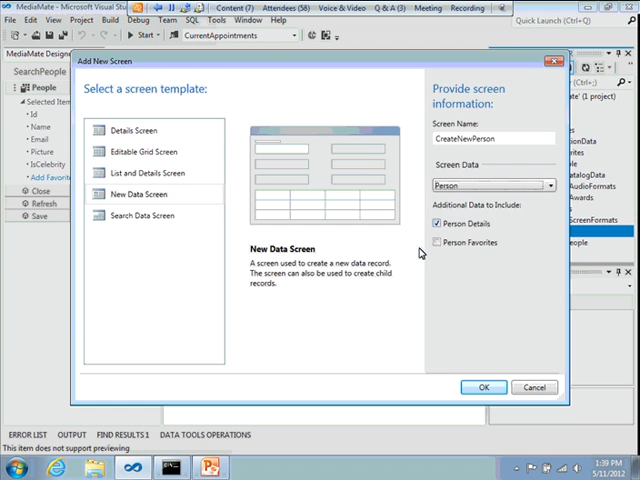 MediaMate - Microsoft Visual Stu
Content (7) Attendees (58) Voice & Video Q & A (3) Meeting Recording
File View Project Build Debug Team SQL Tools Test Window Help
Quick Launch (Ctrl+Q)
Start CurrentAppointments
MediaMate Designer
SearchPeople
People
Selected Item
Id
Name
Email
Picture
IsCelebrity
Add Favorit
Close
Refresh
Save
Add New Screen
Select a screen template:
Details Screen
Editable Grid Screen
List and Details Screen
New Data Screen
Search Data Screen
New Data Screen
A screen used to create a new data record.
The screen can also be used to create child
records.
Provide screen
information:
Screen Name:
CreateNewPerson
Screen Data
Person
Additional Data to Include:
Person Details
Person Favorites
OK Cancel
(Ctrl+;)
' (1 project)
ionData
atalogData
AudioFormats
Awards
ScreenFormats
eople
ERROR LIST OUTPUT FIND RESULTS 1 DATA TOOLS OPERATIONS
This item does not support previewing
1:39 PM
5/11/2012